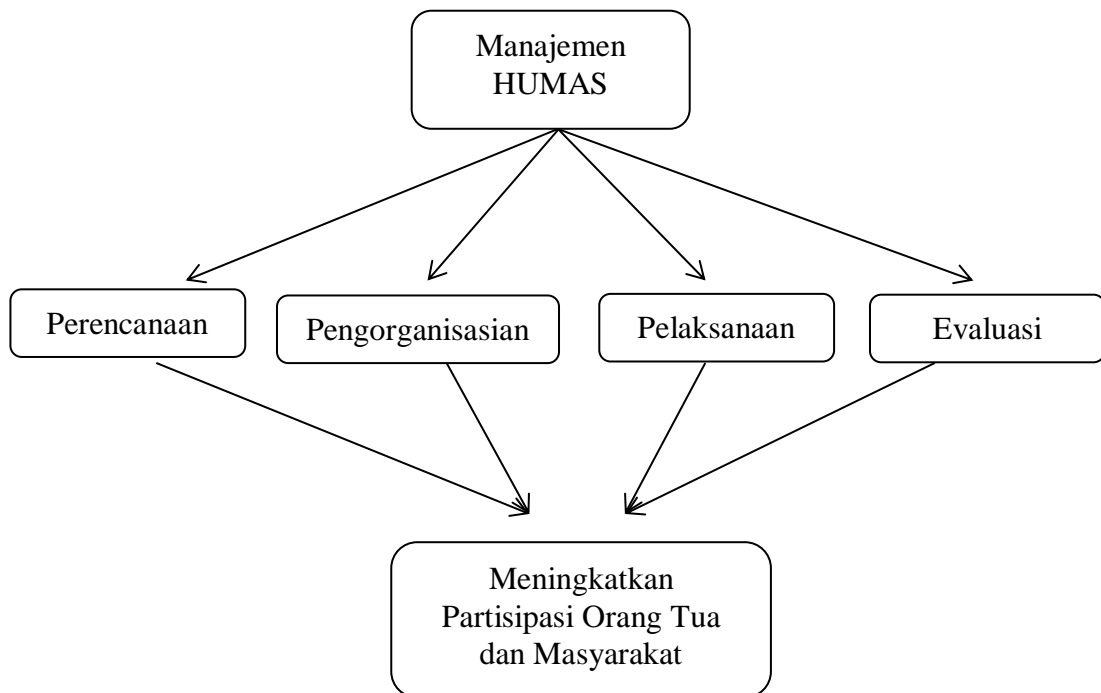 Manajemen
HUMAS
Perencanaan
Pengorganisasian
Pelaksanaan
Evaluasi
Meningkatkan
Partisipasi Orang Tua
dan Masyarakat